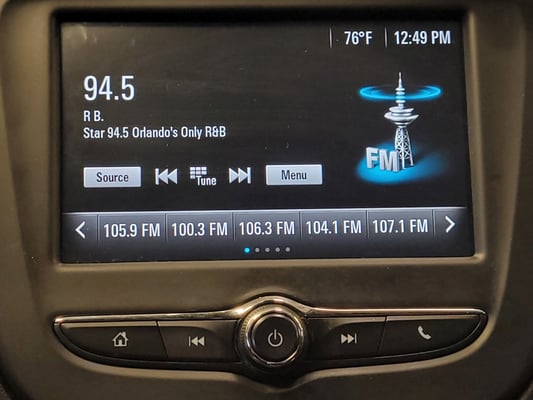 76°F 12:49 PM
94.5
R B.
Star 94.5 Orlando's Only R&B
FM
Source Tune Menu
105.9 FM 100.3 FM 106.3 FM 104.1 FM 107.1 FM